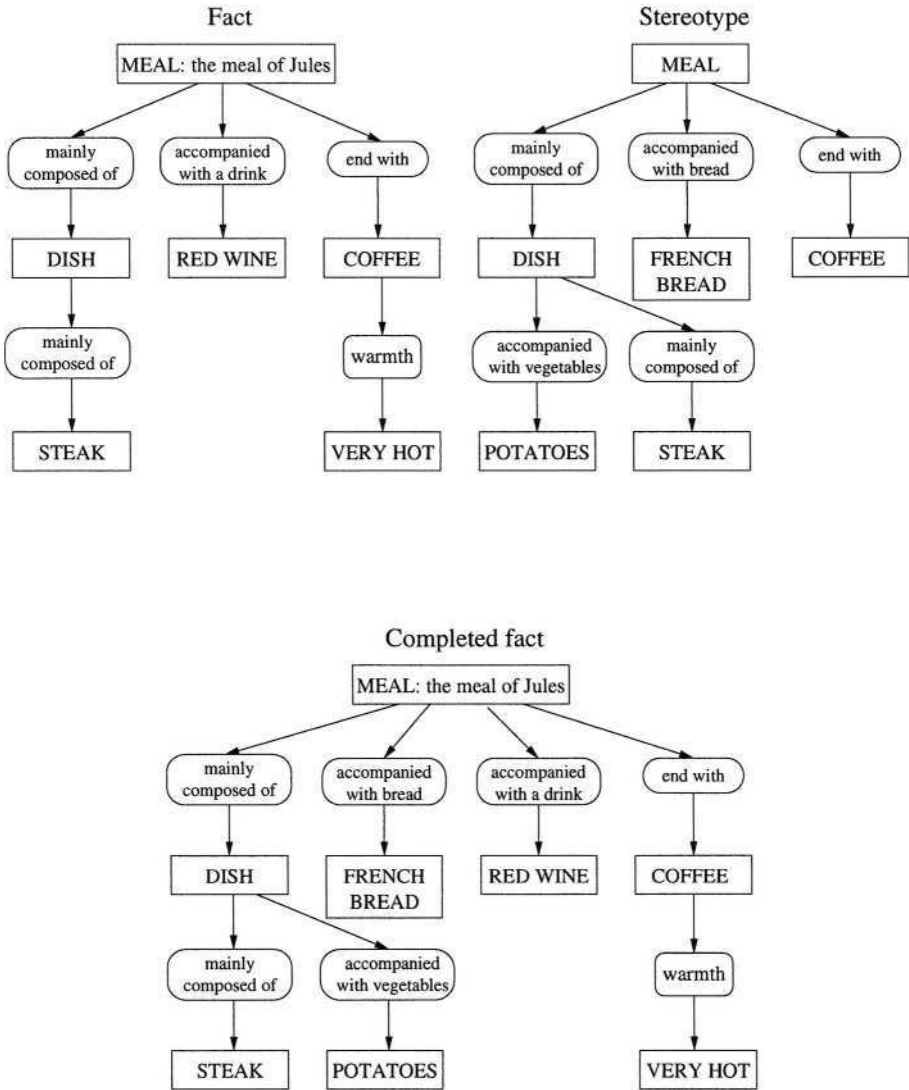 Fact
MEAL: the meal of Jules
mainly
composed of
accompanied
with a drink
end with
DISH
RED WINE
COFFEE
mainly
composed of
warmth
STEAK
VERY HOT
Stereotype
MEAL
mainly
composed of
accompanied
with bread
end with
DISH
FRENCH
BREAD
COFFEE
accompanied
with vegetables
mainly
composed of
POTATOES
STEAK
Completed fact
MEAL: the meal of Jules
mainly
composed of
accompanied
with bread
accompanied
with a drink
end with
DISH
FRENCH
BREAD
RED WINE
COFFEE
mainly
composed of
accompanied
with vegetables
warmth
STEAK
POTATOES
VERY HOT